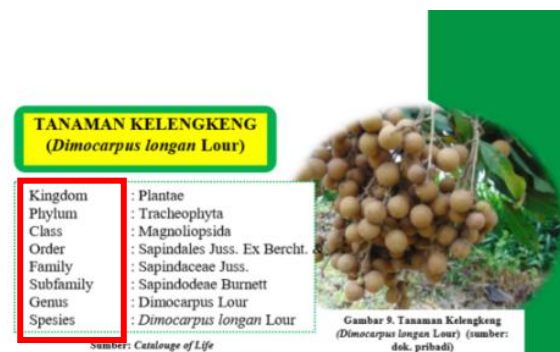 TANAMAN KELENGKENG
(Dimocarpus longan Lour)
Kingdom : Plantae
Phylum : Tracheophyta
Class : Magnoliopsida
Order : Sapindales Juss. Ex Bercht. &
Family : Sapindaceae Juss.
Subfamily : Sapindodeae Burnett
Genus : Dimocarpus Lour
Spesies : Dimocarpus longan Lour
Sumber: Catalouge of Life
Gambar 9. Tanaman Kelengkeng
(Dimocarpus longan Lour) (sumber:
dok. pribadi)